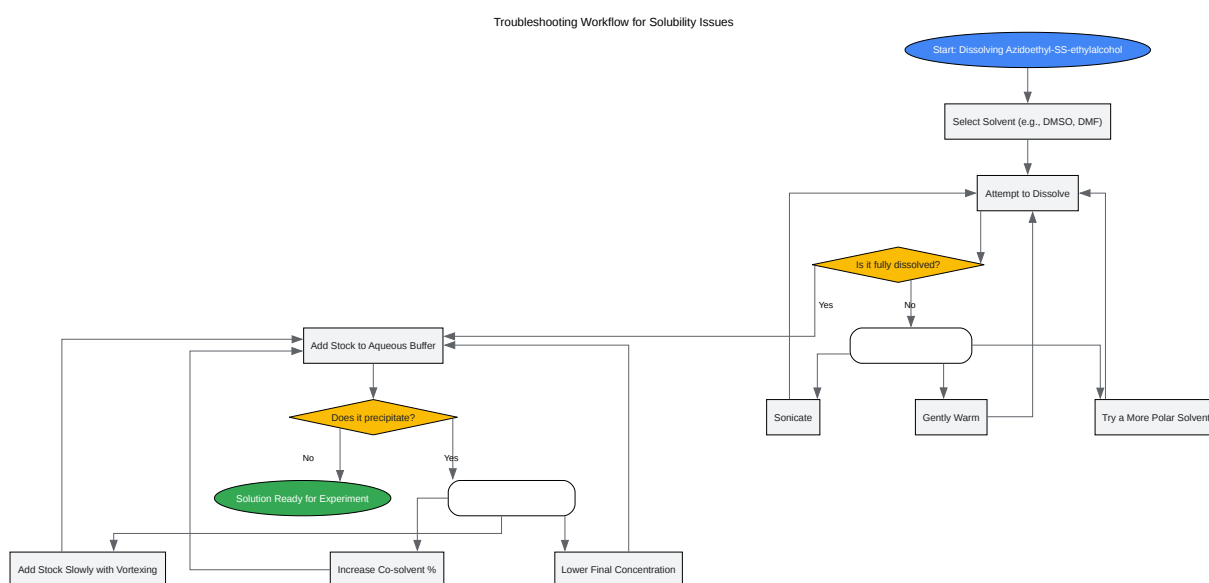 Troubleshooting Workflow for Solubility Issues
Start: Dissolving Azidoethyl-SS-ethylalcohol
Select Solvent (e.g., DMSO, DMF)
Attempt to Dissolve
Is it fully dissolved?
Yes
No
Add Stock to Aqueous Buffer
Sonicate
Gently Warm
Try a More Polar Solvent
Does it precipitate?
No
Yes
Solution Ready for Experiment
Add Stock Slowly with Vortexing
Increase Co-solvent %
Lower Final Concentration